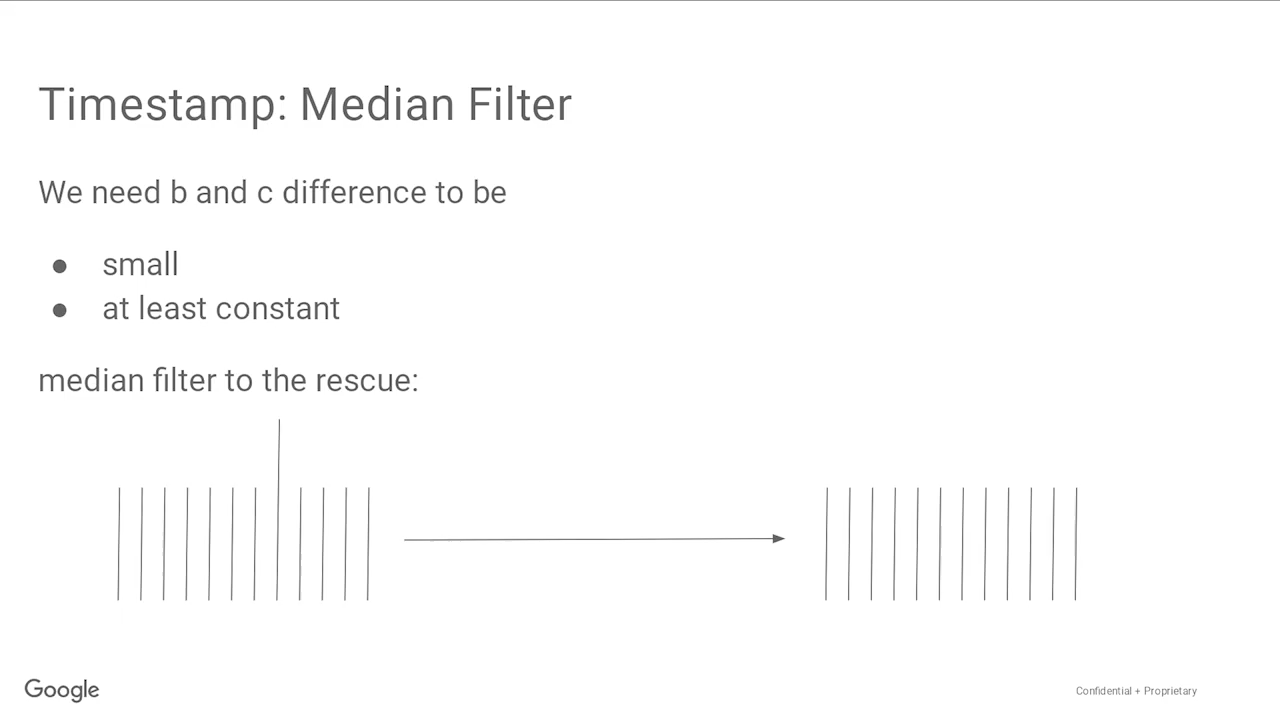 Timestamp: Median Filter
We need b and c difference to be
● small
● at least constant
median filter to the rescue:
Google
Confidential + Proprietary